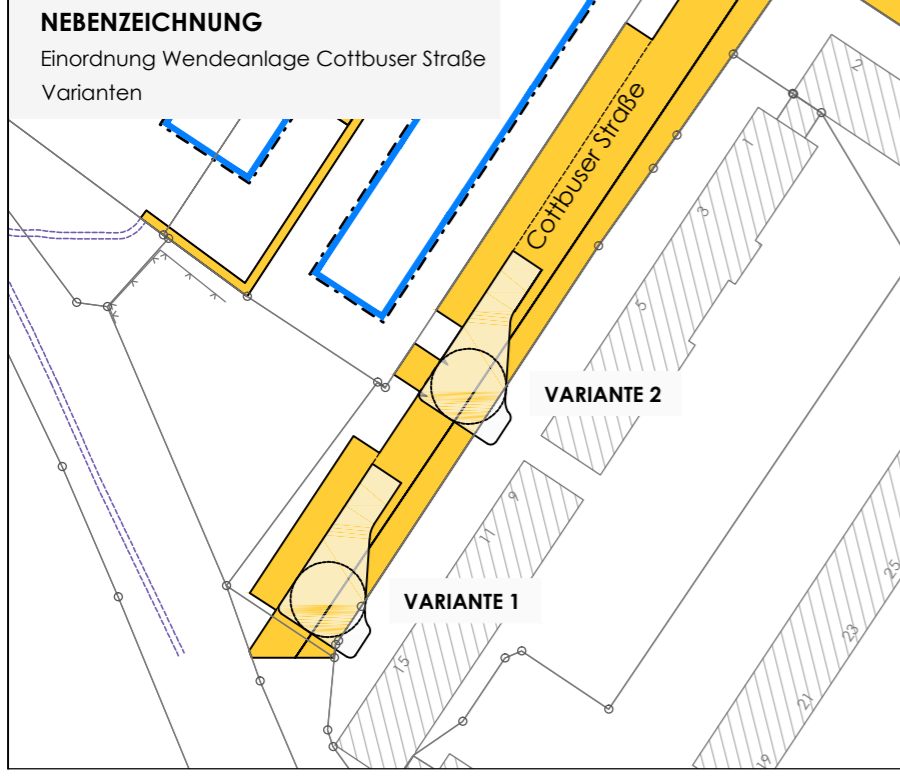 NEBENZEICHNUNG
Einordnung Wendeanlage Cottbuser Straße
Varianten
Cottbuser Straße
2
1
3
5
VARIANTE 2
9
11
VARIANTE 1
15
25
23
21
19